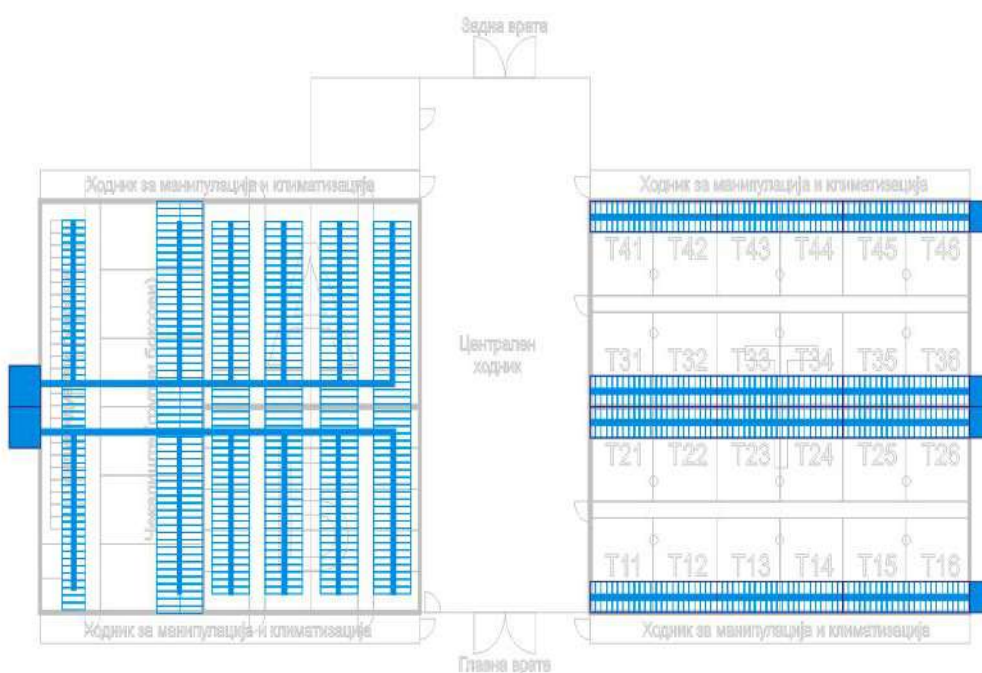 Задна врата
Ходник за манипулација и климатизација
Ходник за манипулација и климатизација
T41 T42 T43 T44 T45 T46
Централен
ходник
T31 T32 T33 T34 T35 T36
T21 T22 T23 T24 T25 T26
T11 T12 T13 T14 T15 T16
Ходник за манипулација и климатизација
Ходник за манипулација и климатизација
Главна врата